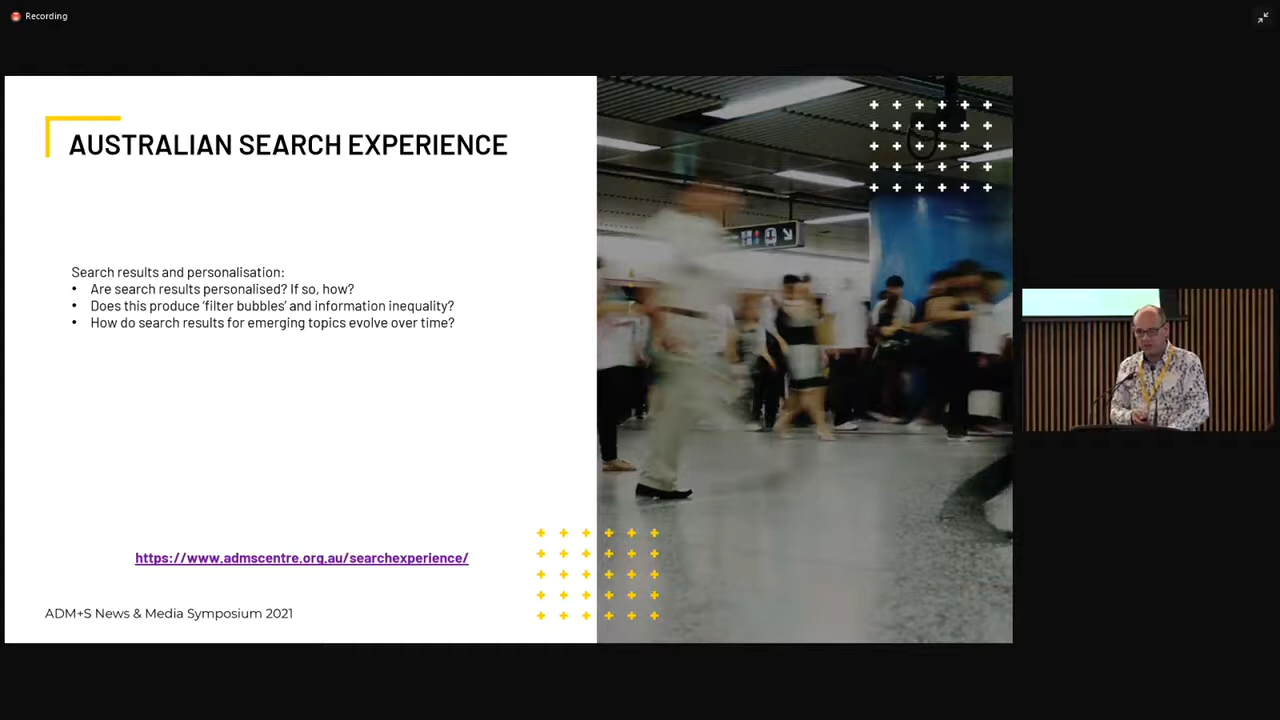 Recording
AUSTRALIAN SEARCH EXPERIENCE
Search results and personalisation:
• Are search results personalised? If so, how?
• Does this produce ‘filter bubbles’ and information inequality?
• How do search results for emerging topics evolve over time?
https://www.admscentre.org.au/searchexperience/
ADM+S News & Media Symposium 2021